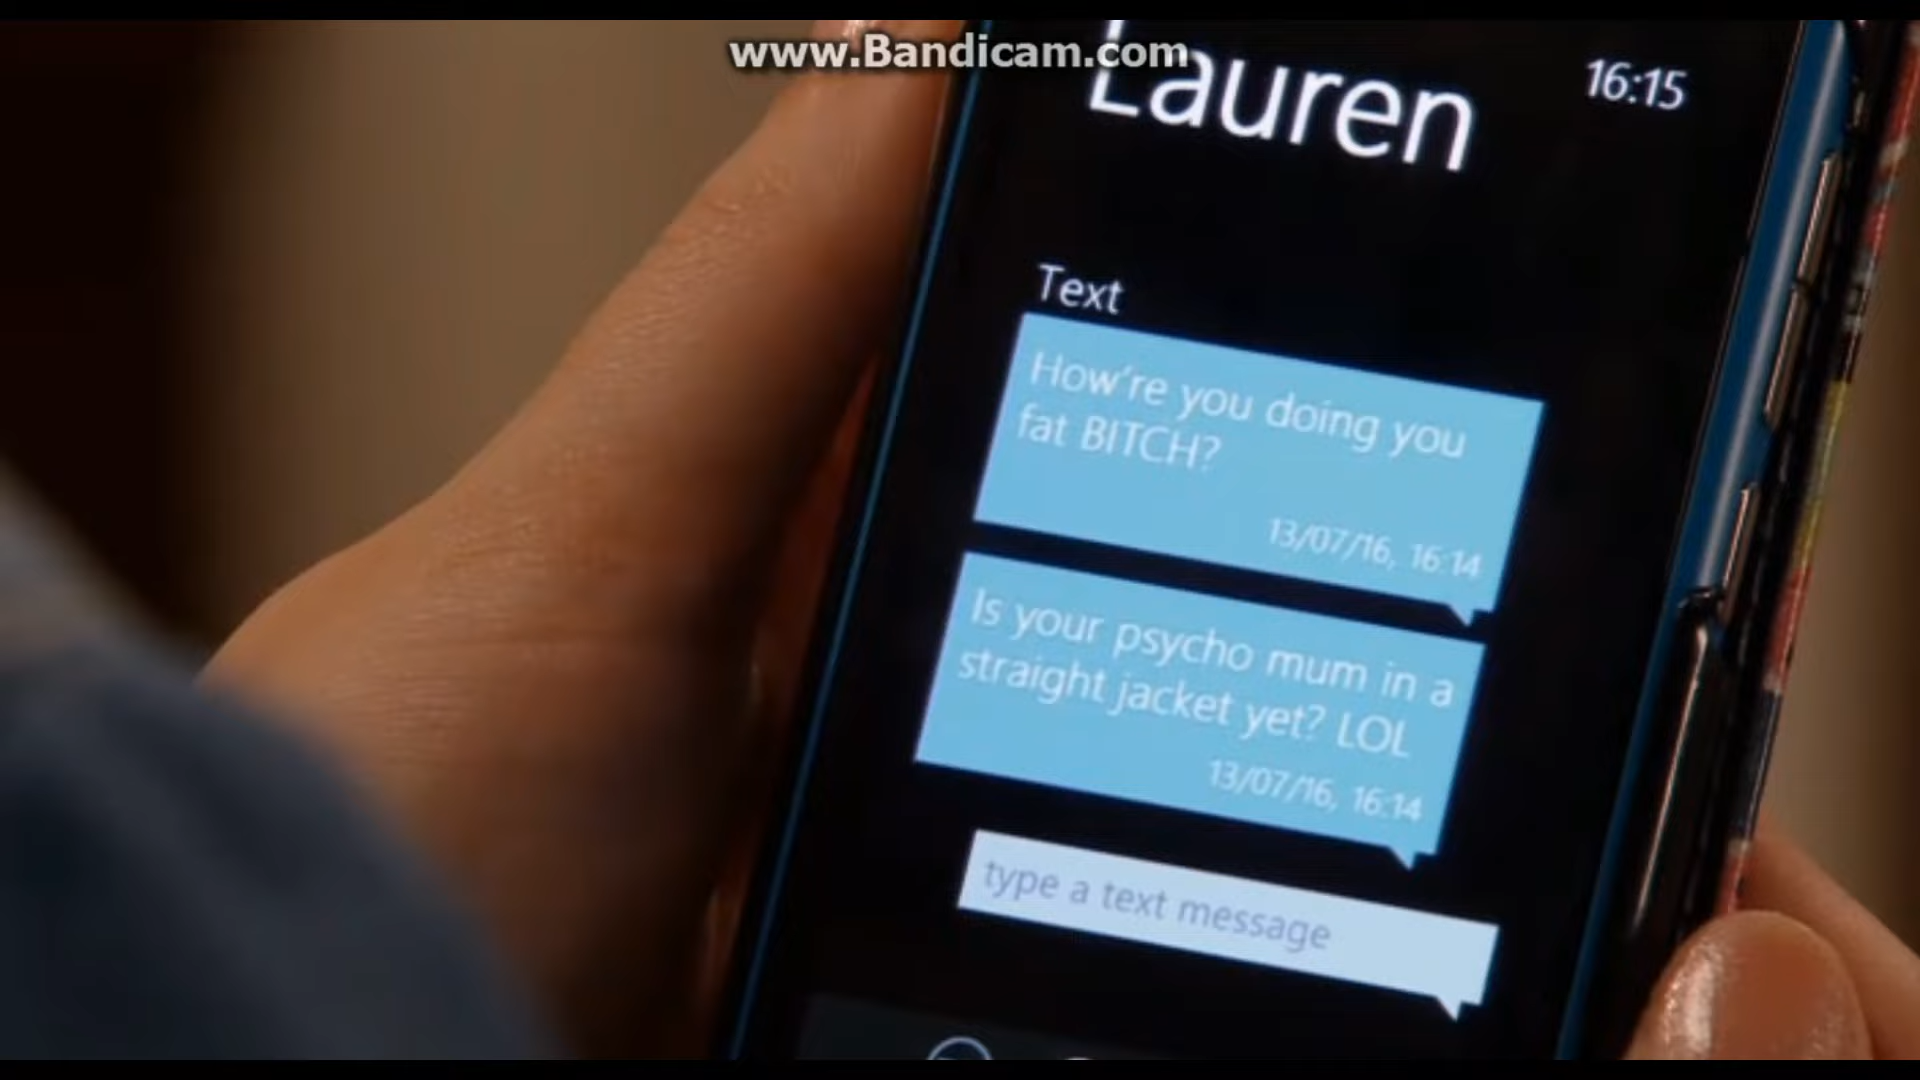 www.Bandicam.com
Lauren
16:15
Text
How're you doing you
fat BITCH?
13/07/16, 16:14
Is your psycho mum in a
straight jacket yet? LOL
13/07/16, 16:14
type a text message